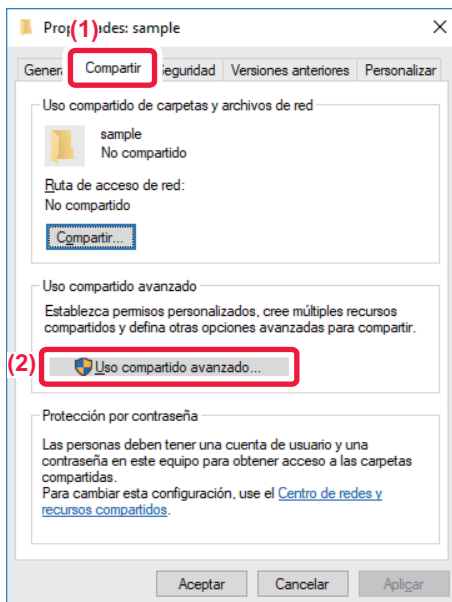 Prop des: sample
(1)
Gener Compartir eguridad Versiones anteriores Personalizar
Uso compartido de carpetas y archivos de red
sample
No compartido
Ruta de acceso de red:
No compartido
Compartir...
Uso compartido avanzado
Establezca permisos personalizados, cree múltiples recursos
compartidos y defina otras opciones avanzadas para compartir.
(2)
Uso compartido avanzado...
Protección por contraseña
Las personas deben tener una cuenta de usuario y una
contraseña en este equipo para obtener acceso a las carpetas
compartidas.
Para cambiar esta configuración, use el Centro de redes y
recursos compartidos.
Aceptar Cancelar Aplicar